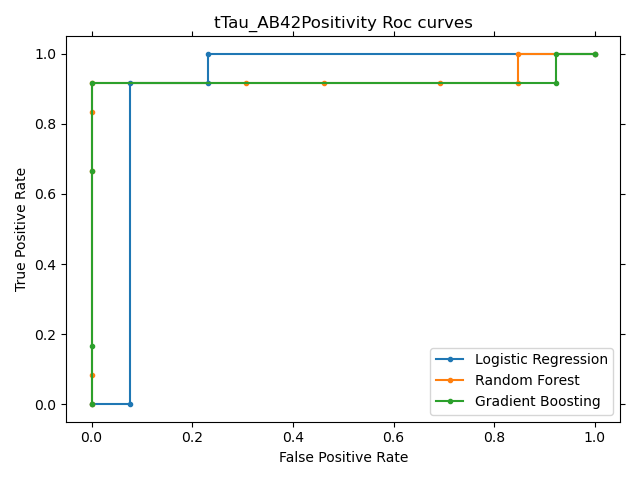 tTau_AB42Positivity Roc curves
1.0
0.8
0.6
0.4
0.2
0.0
True Positive Rate
0.0 0.2 0.4 0.6 0.8 1.0
False Positive Rate
Logistic Regression
Random Forest
Gradient Boosting